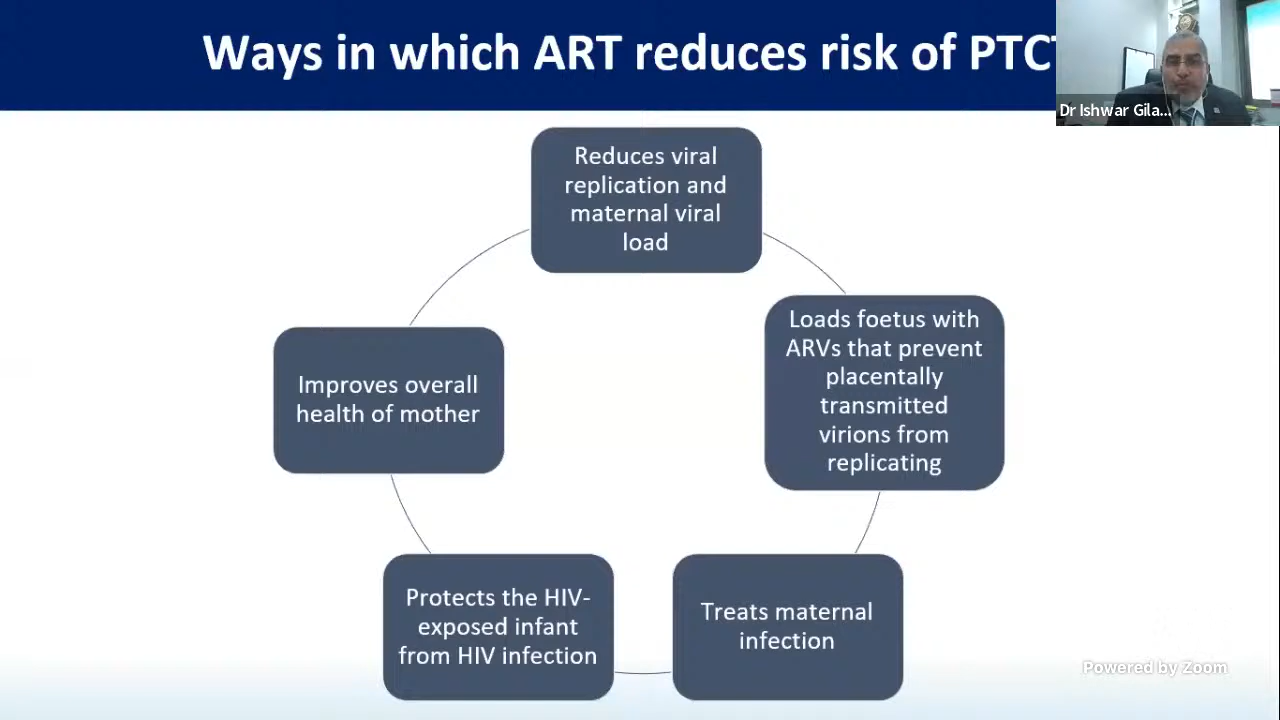 Ways in which ART reduces risk of PTCT
Dr Ishwar Gila...
Reduces viral
replication and
maternal viral
load
Loads foetus with
ARVs that prevent
placentally
transmitted
virions from
replicating
Improves overall
health of mother
Protects the HIV-
exposed infant
from HIV infection
Treats maternal
infection
Powered by Zoom